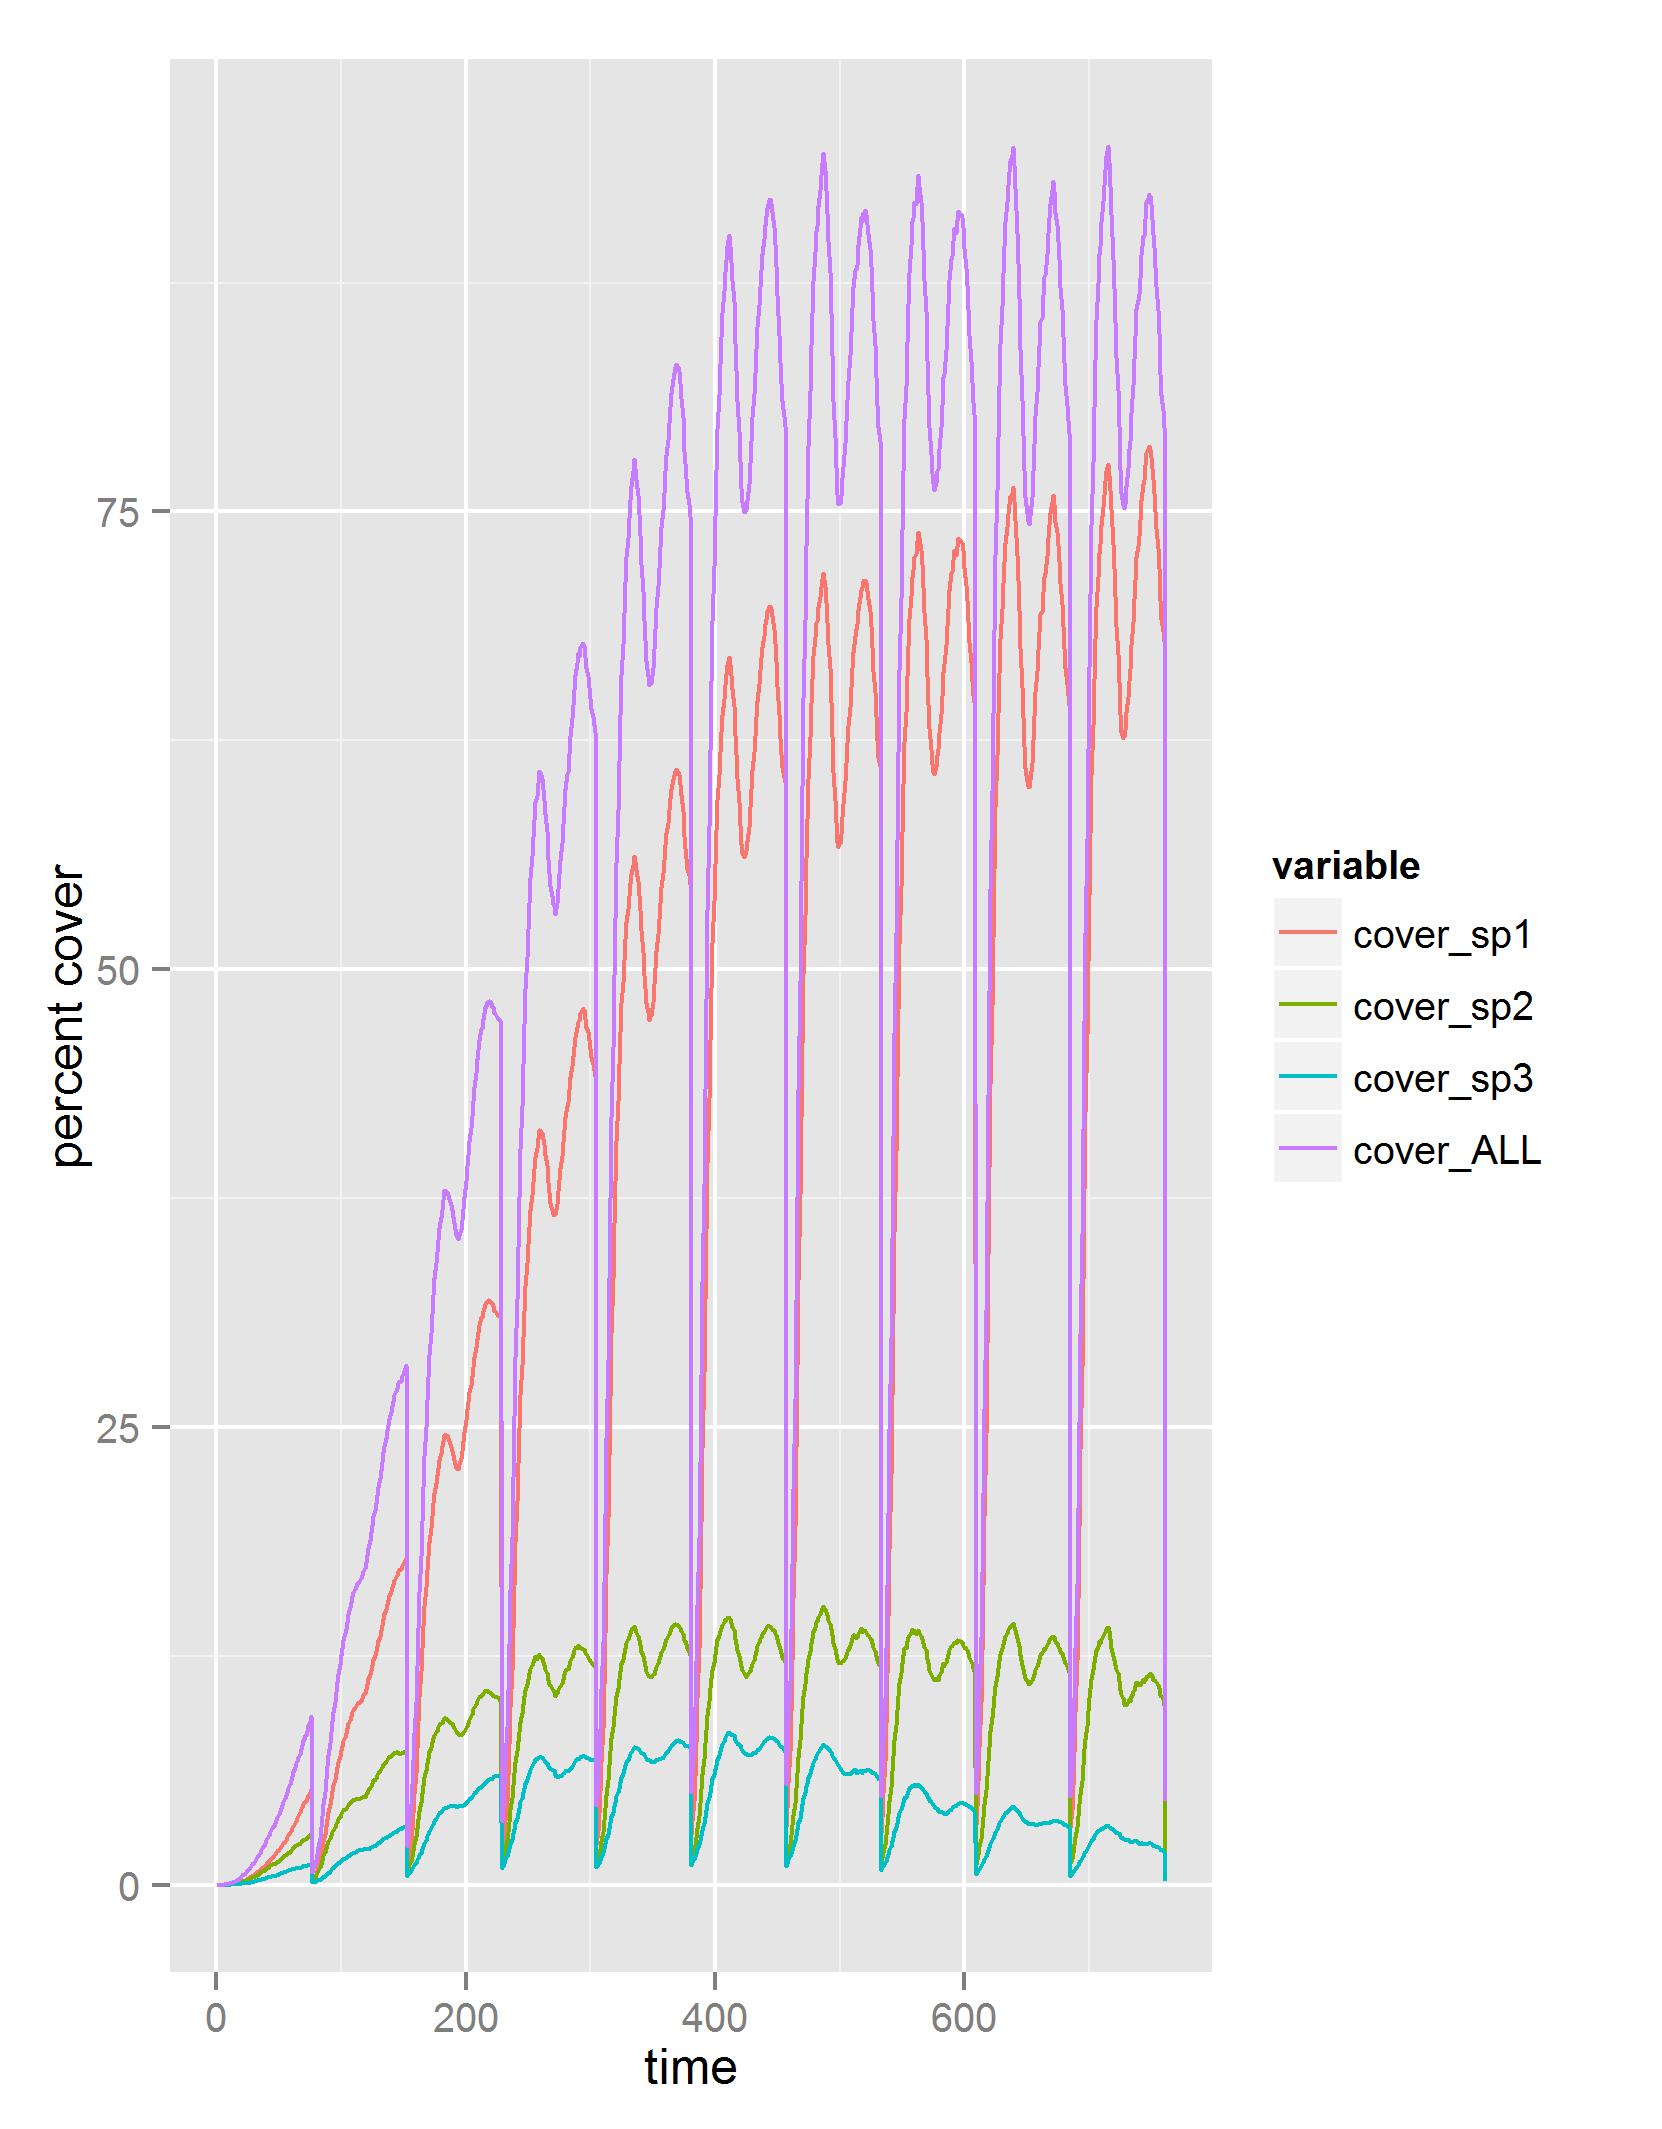 percent cover
75
50
25
0
0 200 400 600
time
variable
cover_sp1
cover_sp2
cover_sp3
cover_ALL